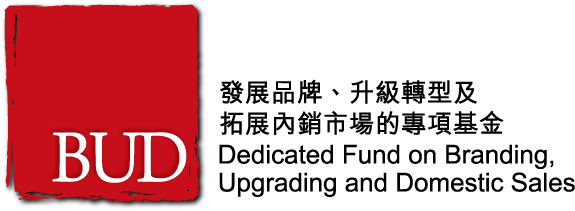 BUD
發展品牌、升級轉型及
拓展內銷市場的專項基金
Dedicated Fund on Branding,
Upgrading and Domestic Sales